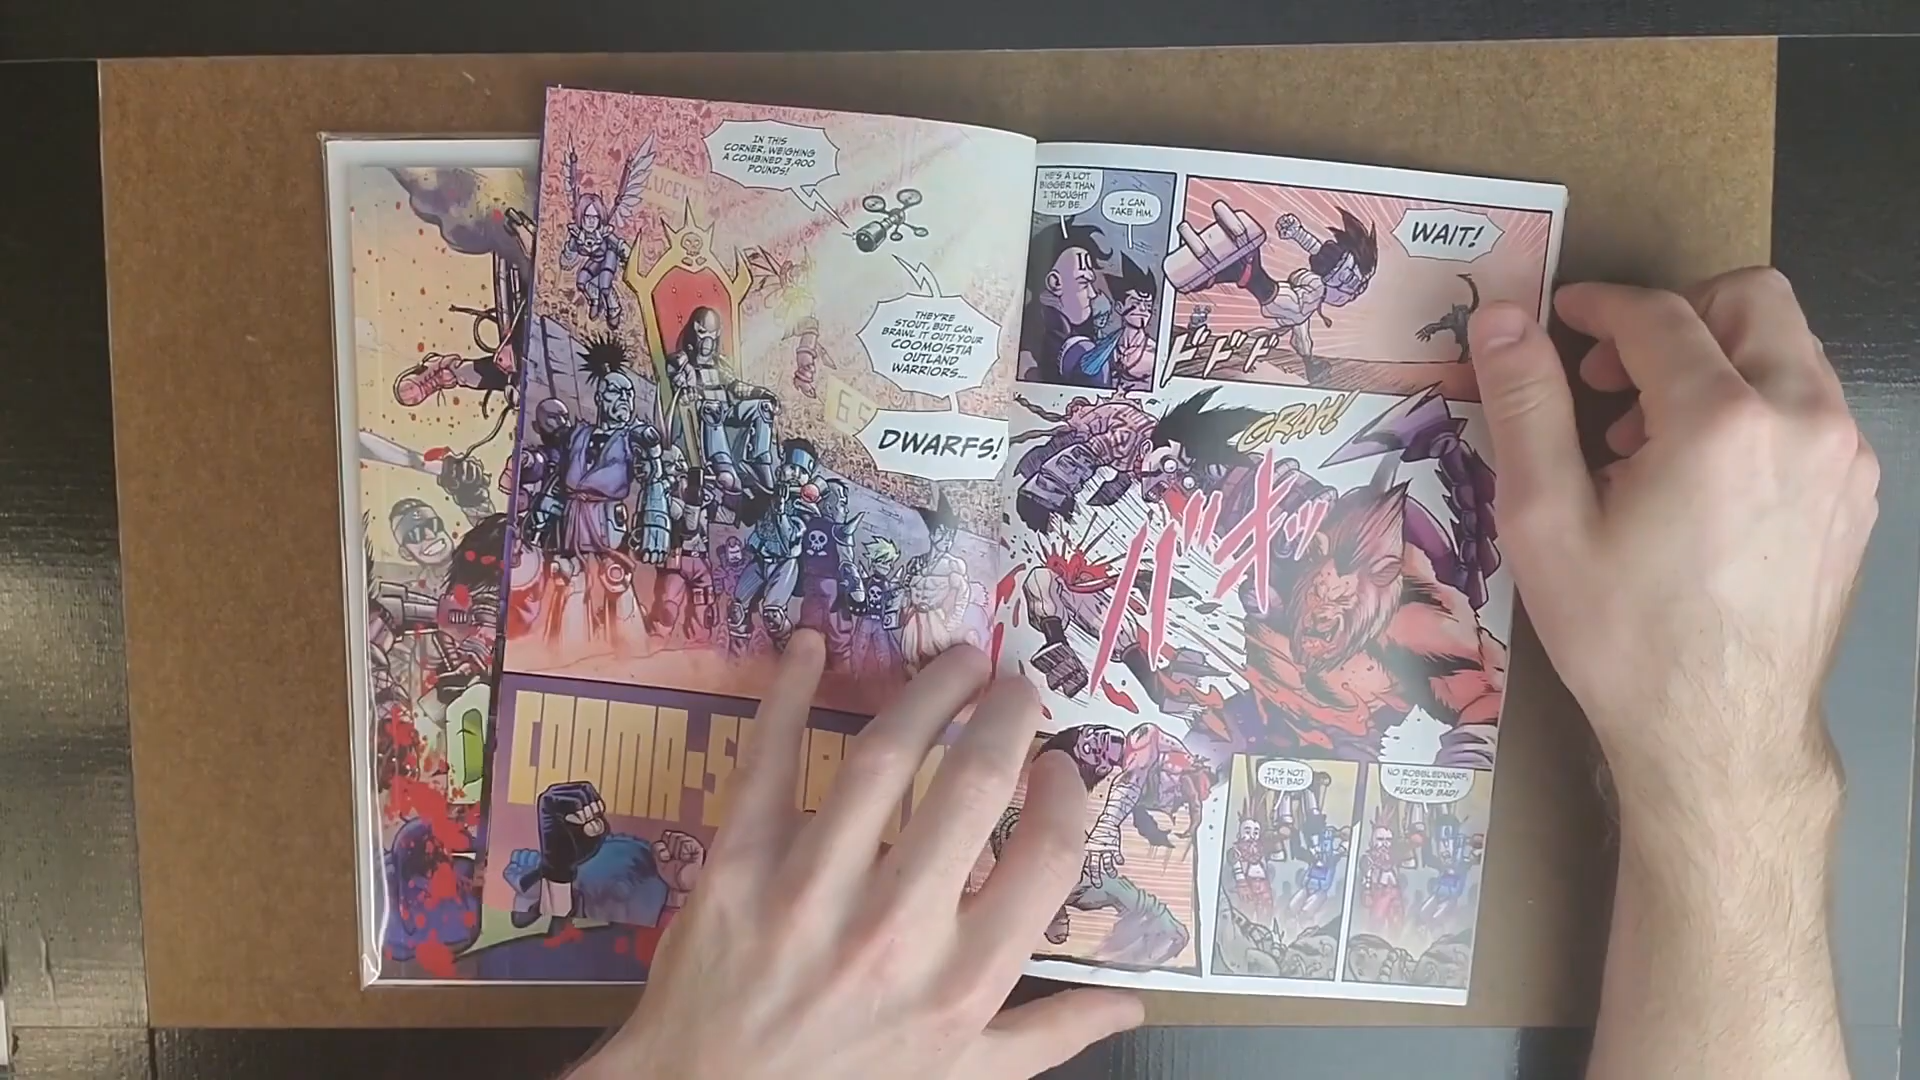 IN THIS
CORNER, WEIGHING
A COMBINED 3,900
POUNDS!
THEY'RE
STOUT, BUT CAN
BRAWL IT OUT! YOUR
COOMOISTIA
OUTLAND
WARRIORS...
DWARFS!
HE'S A LOT
BIGGER THAN
I THOUGHT
HE'D BE.
I CAN
TAKE HIM.
10
WAIT!
ドドド
GRAH!
バキッ
IT'S NOT
THAT BAD
NO ROBBLEDWARF,
IT IS PRETTY
FUCKING BAD!